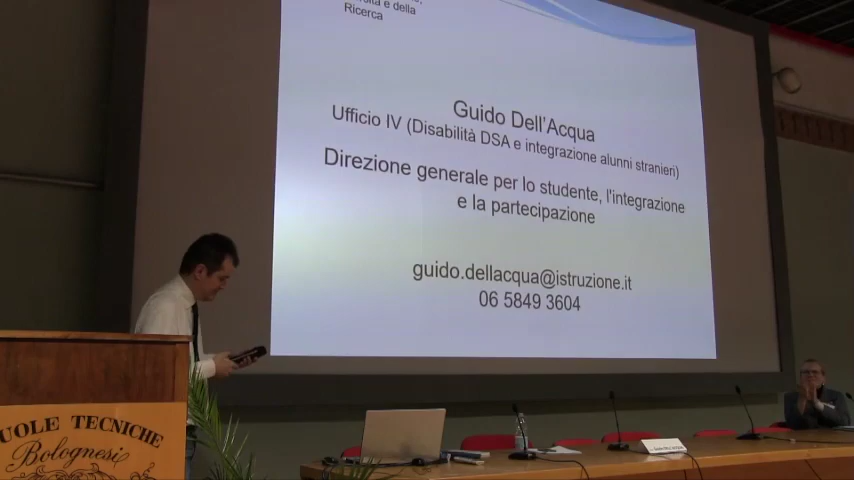 Ricerca
Guido Dell'Acqua
Ufficio IV (Disabilità DSA e integrazione alunni stranieri)
Direzione generale per lo studente, l'integrazione
e la partecipazione
guido.dellacqua@istruzione.it
06 5849 3604
UOLE TECNICHE
Bolognesi